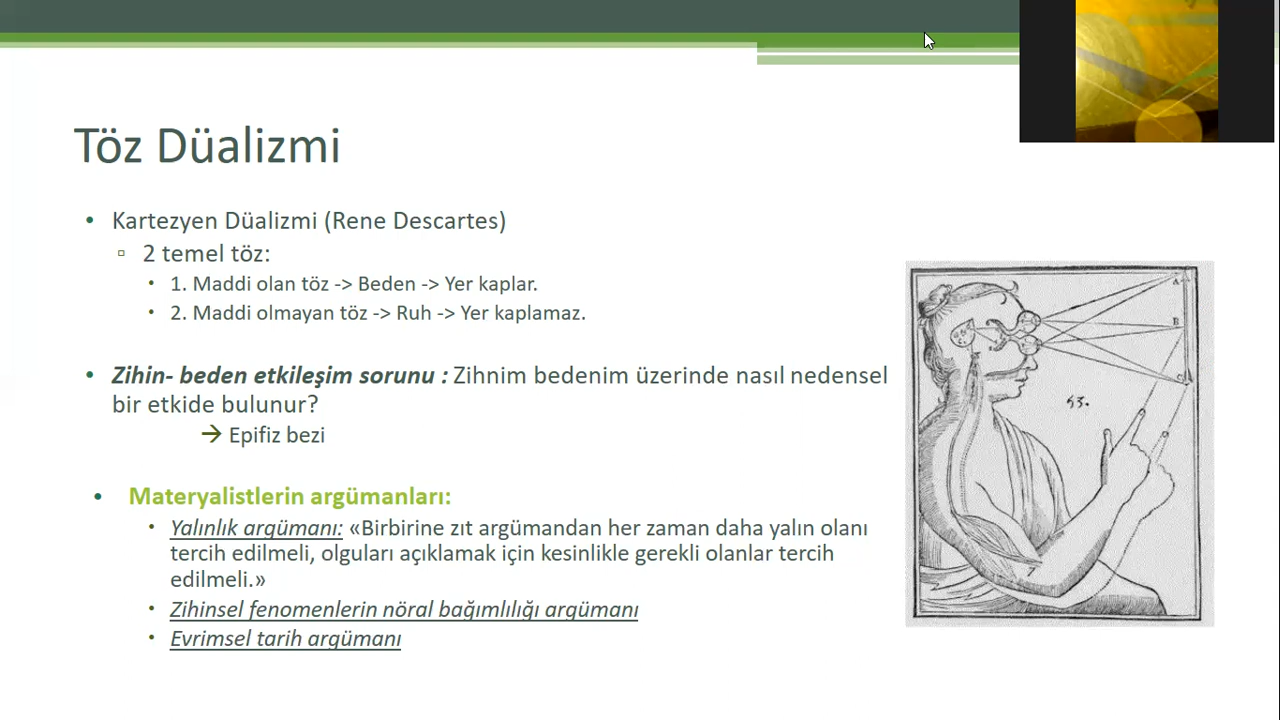 Töz Düalizmi
• Kartezyen Düalizmi (Rene Descartes)
▫ 2 temel töz:
• 1. Maddi olan töz -> Beden -> Yer kaplar.
• 2. Maddi olmayan töz -> Ruh -> Yer kaplamaz.
• Zihin- beden etkileşim sorunu : Zihnim bedenim üzerinde nasıl nedensel
bir etkide bulunur?
→ Epifiz bezi
• Materyalistlerin argümanları:
• Yalınlık argümanı: «Birbirine zıt argümandan her zaman daha yalın olanı
tercih edilmeli, olguları açıklamak için kesinlikle gerekli olanlar tercih
edilmeli.»
• Zihinsel fenomenlerin nöral bağımlılığı argümanı
• Evrimsel tarih argümanı
A
B
C
53.